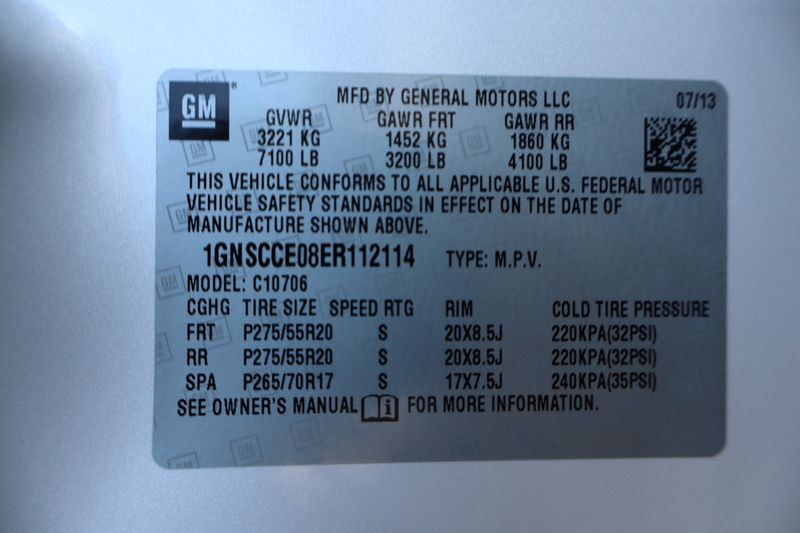 GM
MFD BY GENERAL MOTORS LLC 07/13
GVWR GAWR FRT GAWR RR
3221 KG 1452 KG 1860 KG
7100 LB 3200 LB 4100 LB
THIS VEHICLE CONFORMS TO ALL APPLICABLE U.S. FEDERAL MOTOR
VEHICLE SAFETY STANDARDS IN EFFECT ON THE DATE OF
MANUFACTURE SHOWN ABOVE.
1GNSCCE08ER112114 TYPE: M.P.V.
MODEL: C10706
CGHG TIRE SIZE SPEED RTG RIM COLD TIRE PRESSURE
FRT P275/55R20 S 20X8.5J 220KPA(32PSI)
RR P275/55R20 S 20X8.5J 220KPA(32PSI)
SPA P265/70R17 S 17X7.5J 240KPA(35PSI)
SEE OWNER'S MANUAL i FOR MORE INFORMATION.